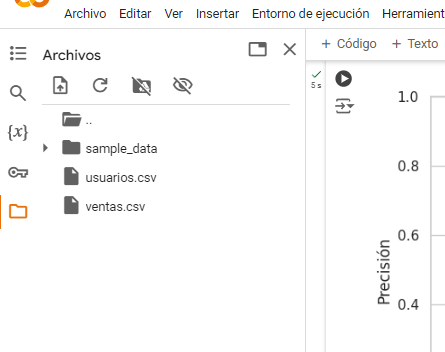 Archivo Editar Ver Insertar Entorno de ejecución
Archivos
+ Código + Texto
5 s
{x}
..
sample_data
usuarios.csv
ventas.csv
1.0
0.8
0.6
0.4
Precisión